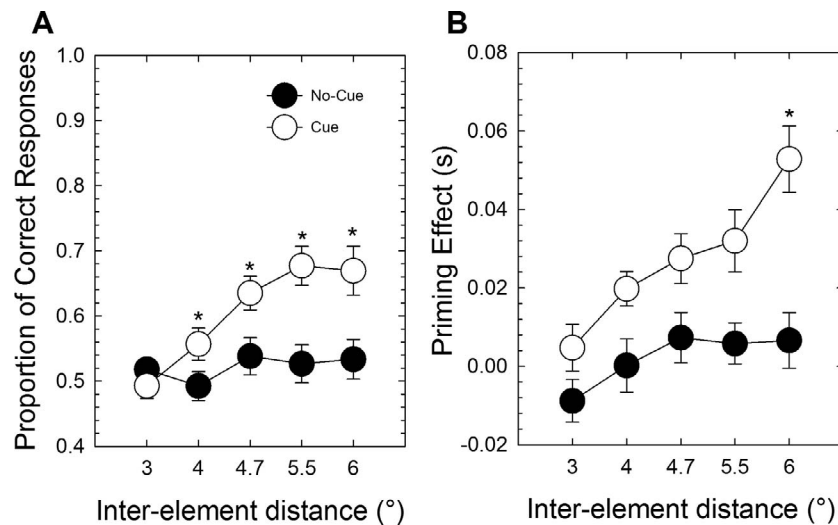 A
Proportion of Correct Responses
1.0
0.9
0.8
0.7
0.6
0.5
0.4
No-Cue
Cue
*
*
*
*
3 4 4.7 5.5 6
Inter-element distance (°)
B
Priming Effect (s)
0.08
0.06
0.04
0.02
0.00
-0.02
*
3 4 4.7 5.5 6
Inter-element distance (°)